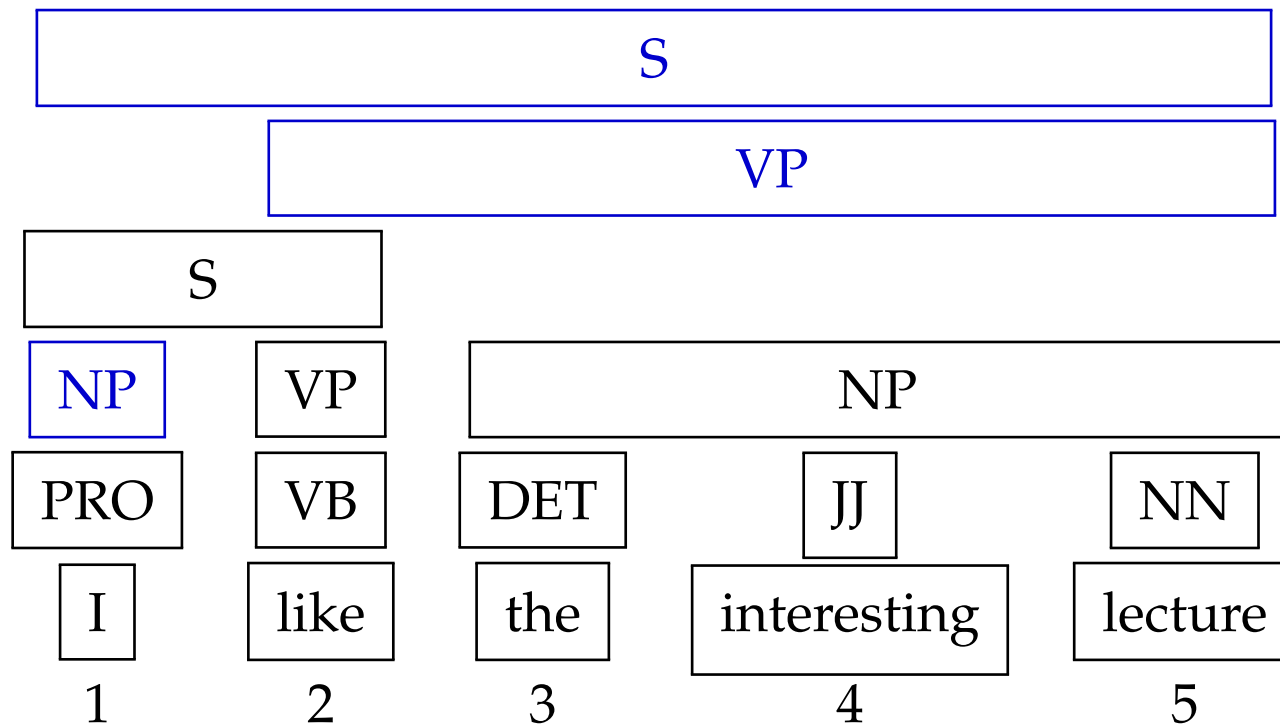 S
VP
S
NP VP NP
PRO VB DET JJ NN
I like the interesting lecture
1 2 3 4 5